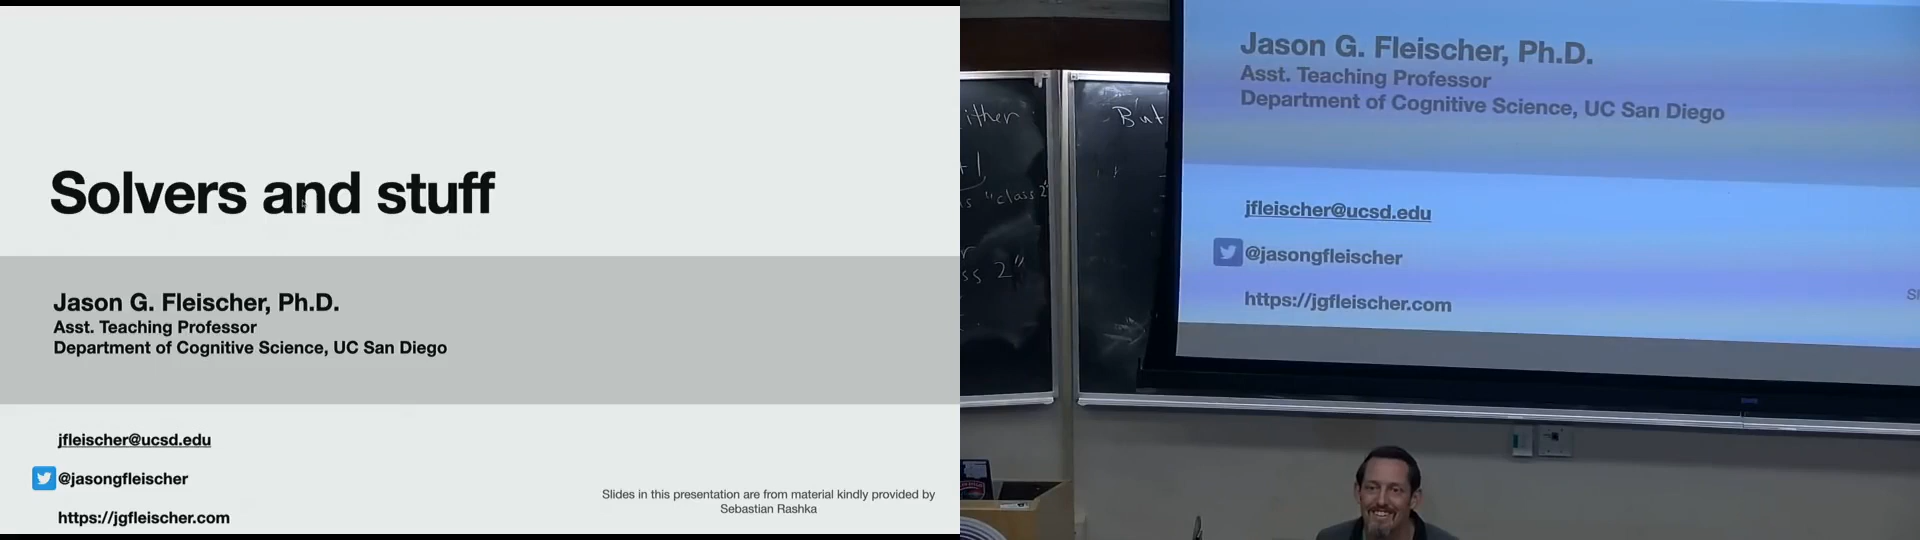 Solvers and stuff
Jason G. Fleischer, Ph.D.
Asst. Teaching Professor
Department of Cognitive Science, UC San Diego
jfleischer@ucsd.edu
@jasongfleischer
https://jgfleischer.com
Slides in this presentation are from material kindly provided by
Sebastian Rashka
ither
"class 2"
ss 2"
But
Jason G. Fleischer, Ph.D.
Asst. Teaching Professor
Department of Cognitive Science, UC San Diego
jfleischer@ucsd.edu
@jasongfleischer
https://jgfleischer.com